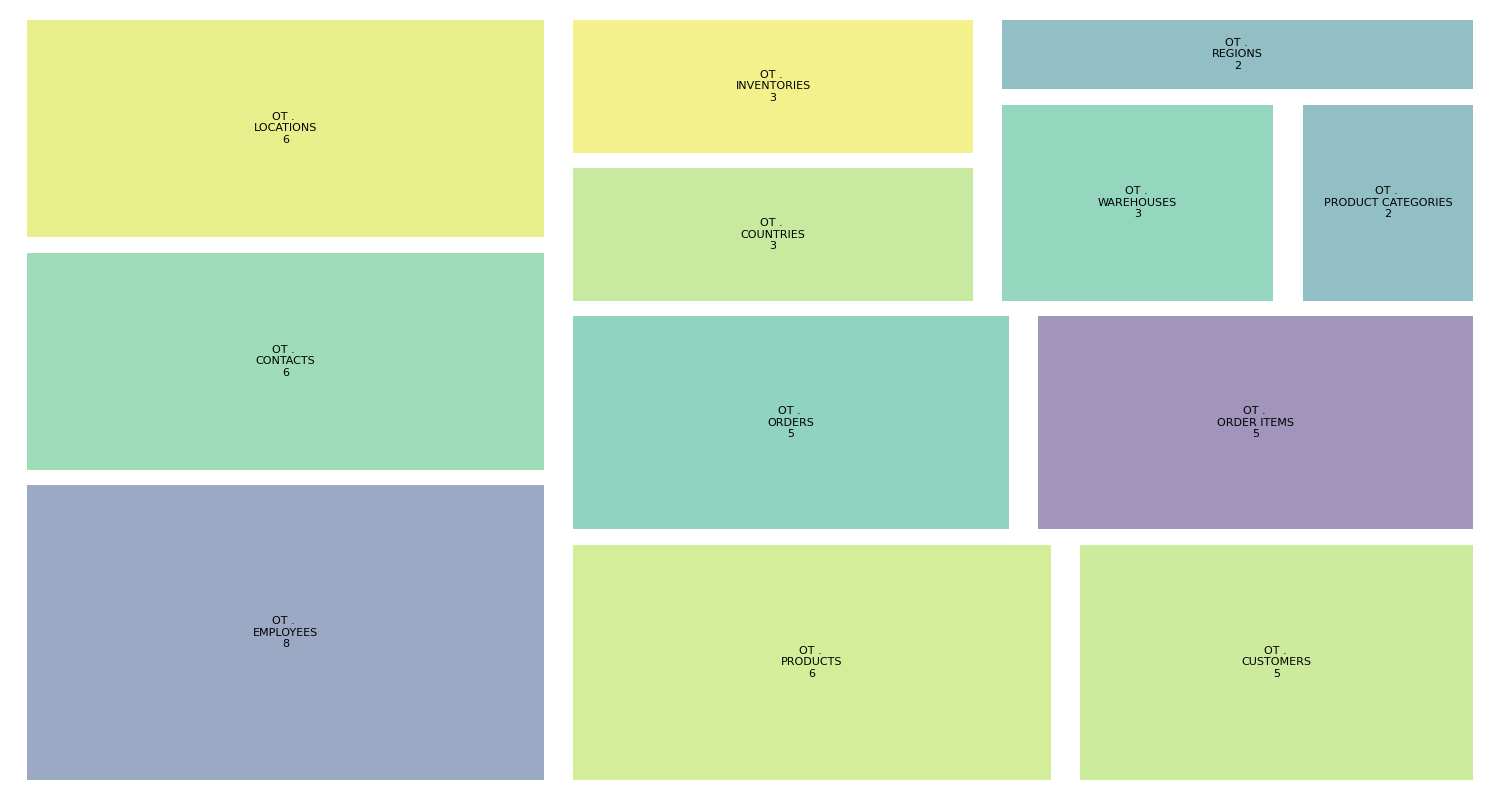 OT .
LOCATIONS
6
OT .
CONTACTS
6
OT .
EMPLOYEES
8
OT .
INVENTORIES
3
OT .
COUNTRIES
3
OT .
REGIONS
2
OT .
WAREHOUSES
3
OT .
PRODUCT CATEGORIES
2
OT .
ORDERS
5
OT .
ORDER ITEMS
5
OT .
PRODUCTS
6
OT .
CUSTOMERS
5